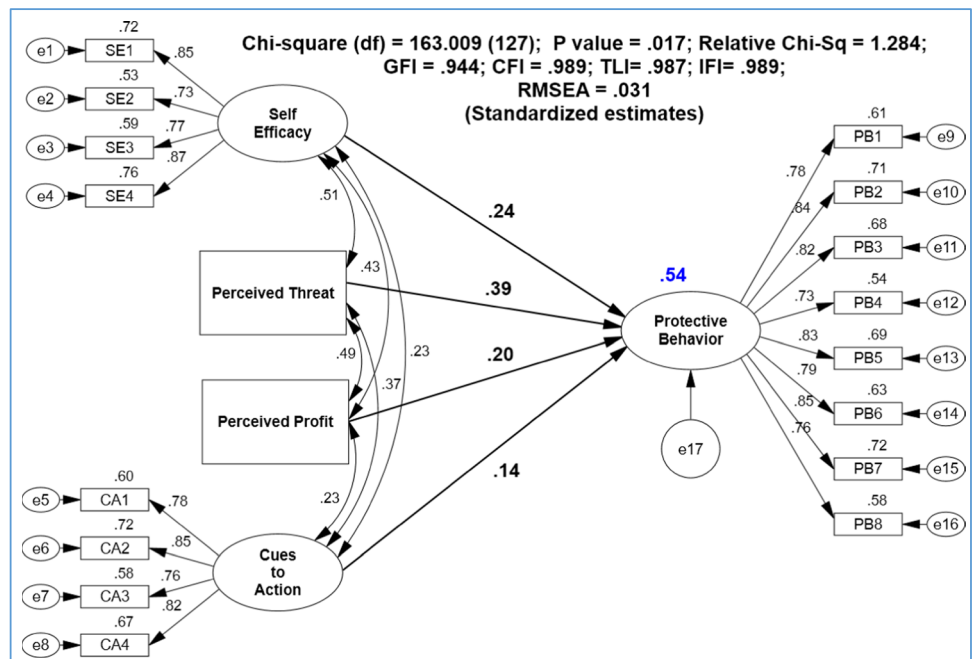 Chi-square (df) = 163.009 (127); P value = .017; Relative Chi-Sq = 1.284;
GFI = .944; CFI = .989; TLI= .987; IFI= .989;
RMSEA = .031
(Standardized estimates)
.72
e1 SE1 .85
.53
e2 SE2 .73
.59
e3 SE3 .77
.76
e4 SE4 .87
Self
Efficacy
.51
.43
.24
Perceived Threat
.39
.49
.37
.23
Perceived Profit
.20
.23
.14
.60
e5 CA1 .78
.72
e6 CA2 .85
.58
e7 CA3 .76
.67
e8 CA4 .82
Cues
to
Action
.54
Protective
Behavior
e17
.61
.78 PB1 e9
.71
.84 PB2 e10
.68
.82 PB3 e11
.54
.73 PB4 e12
.69
.83 PB5 e13
.63
.79 PB6 e14
.72
.85 PB7 e15
.58
.76 PB8 e16